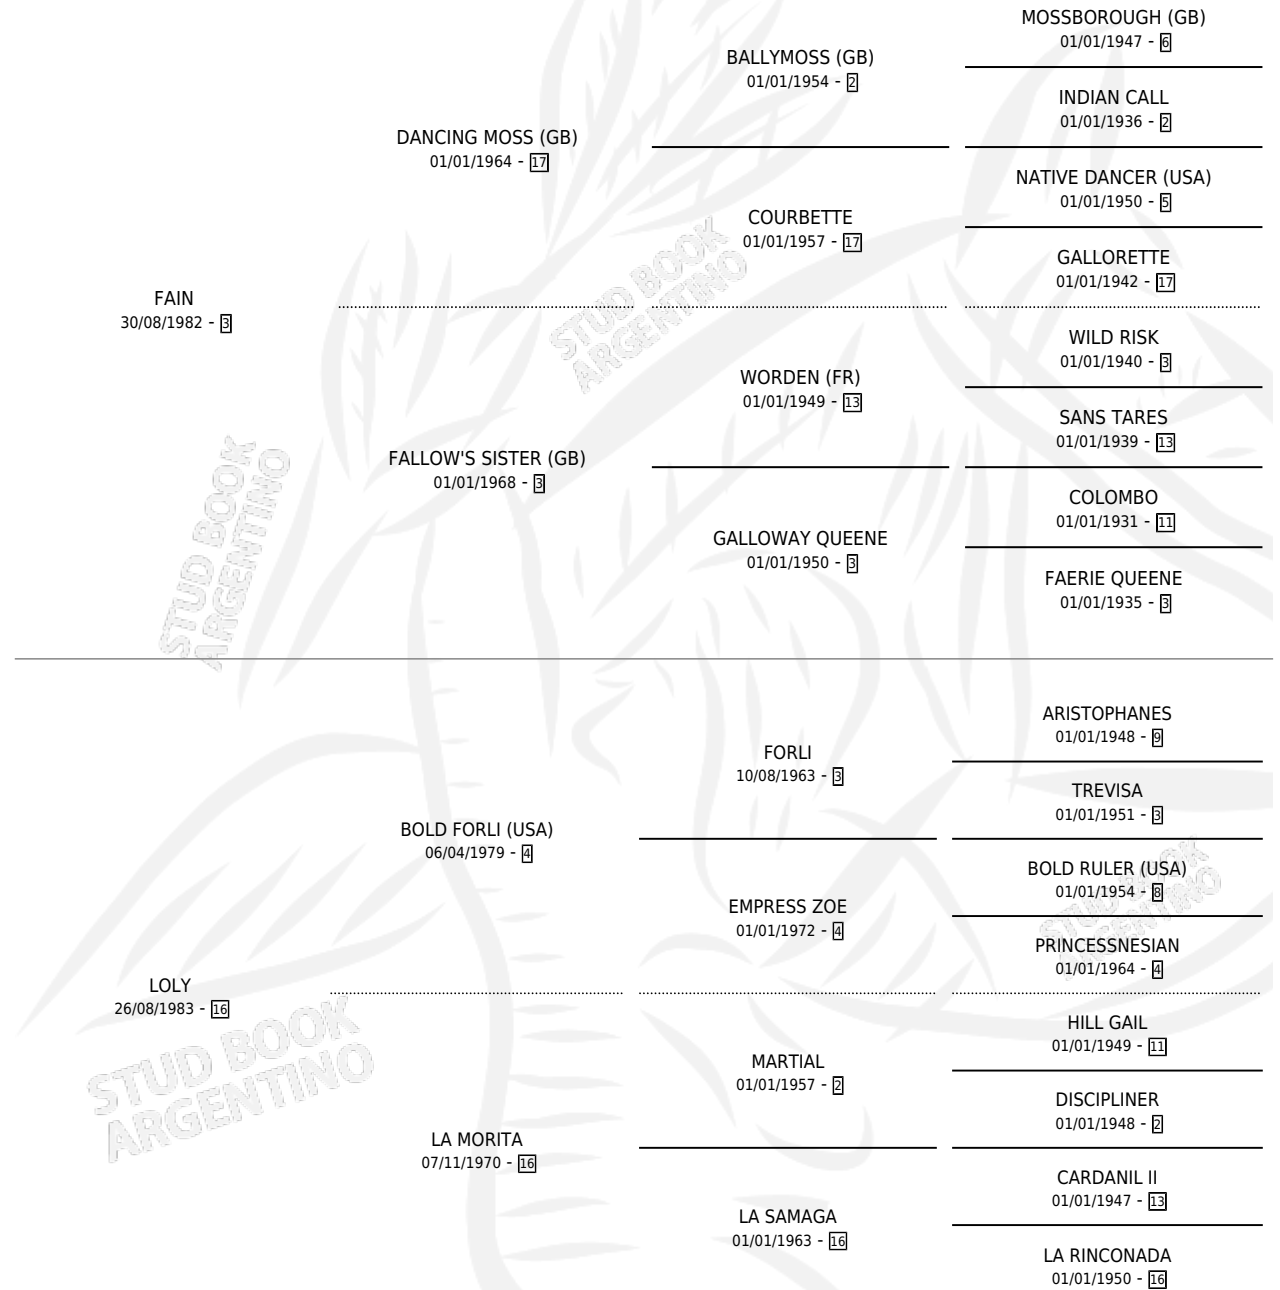 MOSSBOROUGH (GB)
01/01/1947 - 6
BALLYMOSS (GB)
01/01/1954 - 2
INDIAN CALL
01/01/1936 - 2
DANCING MOSS (GB)
01/01/1964 - 17
NATIVE DANCER (USA)
01/01/1950 - 5
COURBETTE
01/01/1957 - 17
GALLORETTE
01/01/1942 - 17
FAIN
30/08/1982 - 3
WILD RISK
01/01/1940 - 3
WORDEN (FR)
01/01/1949 - 13
SANS TARES
01/01/1939 - 13
FALLOW'S SISTER (GB)
01/01/1968 - 3
COLOMBO
01/01/1931 - 11
GALLOWAY QUEENE
01/01/1950 - 3
FAERIE QUEENE
01/01/1935 - 3
STUD BOOK
ARGENTINO
STUD BOOK
ARGENTINO
ARISTOPHANES
01/01/1948 - 9
FORLI
10/08/1963 - 3
TREVISA
01/01/1951 - 3
BOLD FORLI (USA)
06/04/1979 - 4
BOLD RULER (USA)
01/01/1954 - 8
EMPRESS ZOE
01/01/1972 - 4
PRINCESSNESIAN
01/01/1964 - 4
LOLY
26/08/1983 - 16
HILL GAIL
01/01/1949 - 11
MARTIAL
01/01/1957 - 2
DISCIPLINER
01/01/1948 - 2
LA MORITA
07/11/1970 - 16
CARDANIL II
01/01/1947 - 13
LA SAMAGA
01/01/1963 - 16
LA RINCONADA
01/01/1950 - 16
STUD BOOK
ARGENTINO
STUD BOOK
ARGENTINO